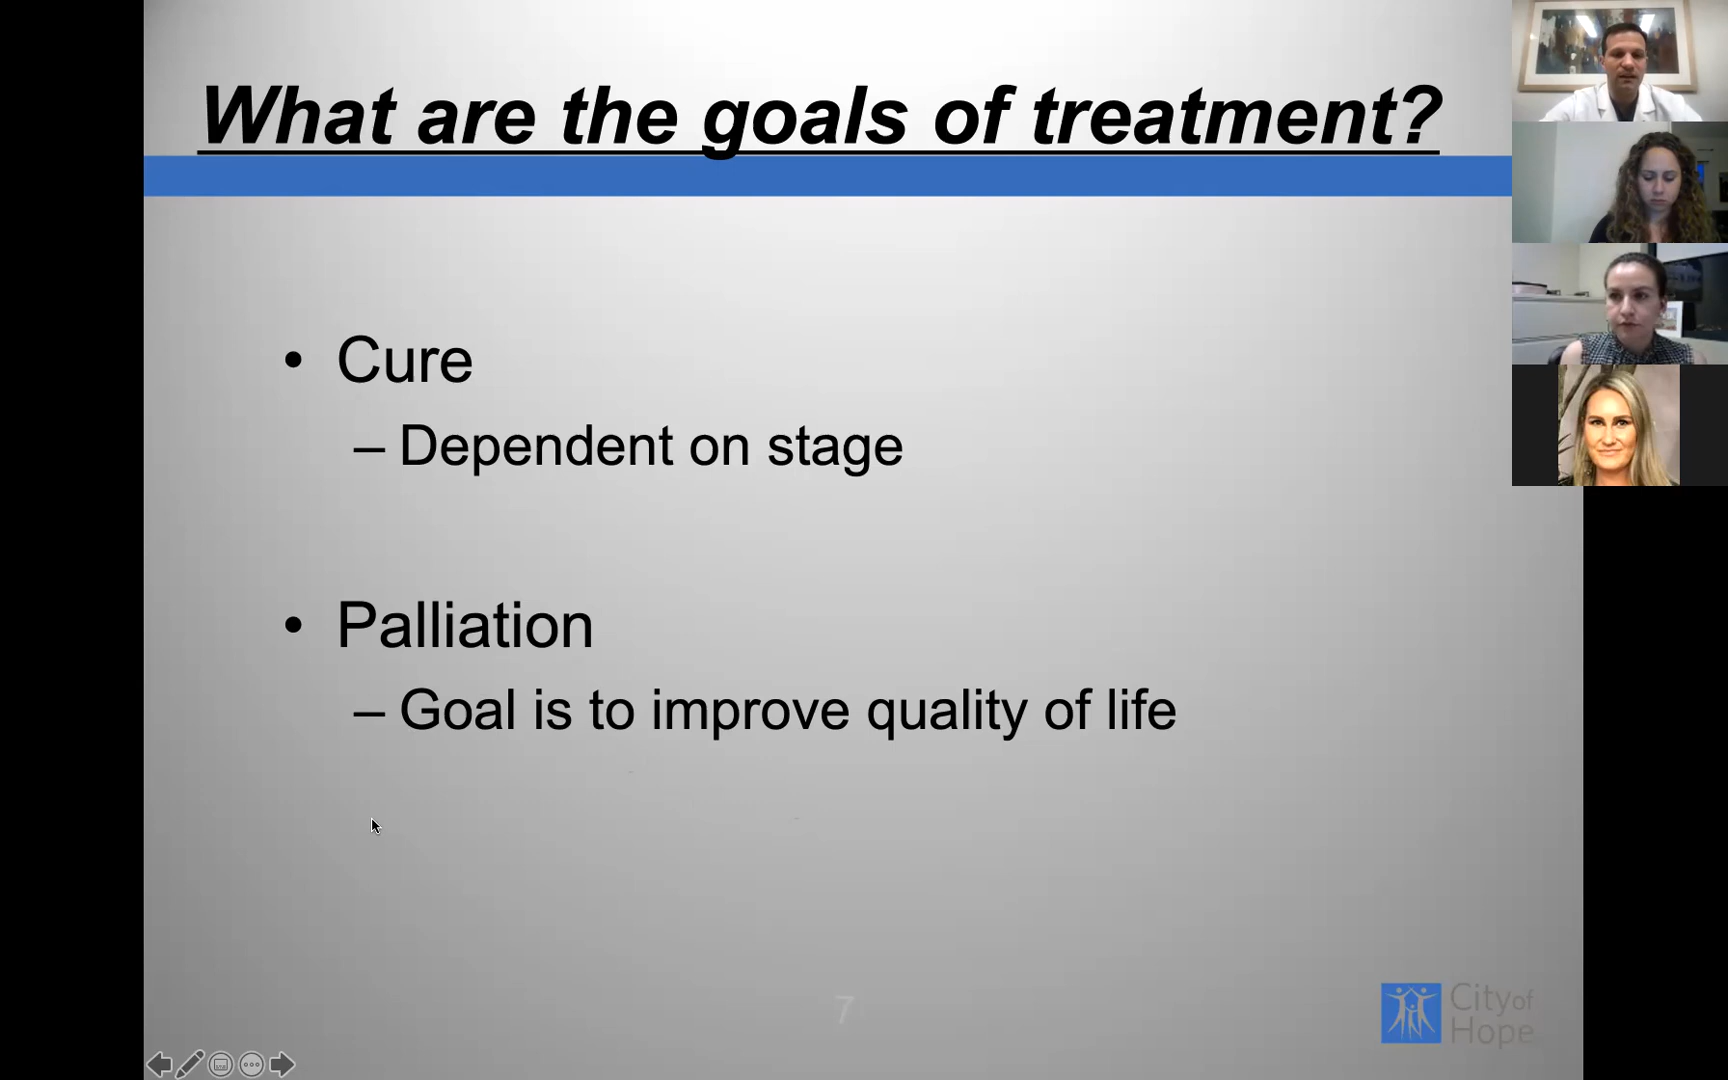 What are the goals of treatment?
• Cure
– Dependent on stage
• Palliation
– Goal is to improve quality of life
7
City of
Hope